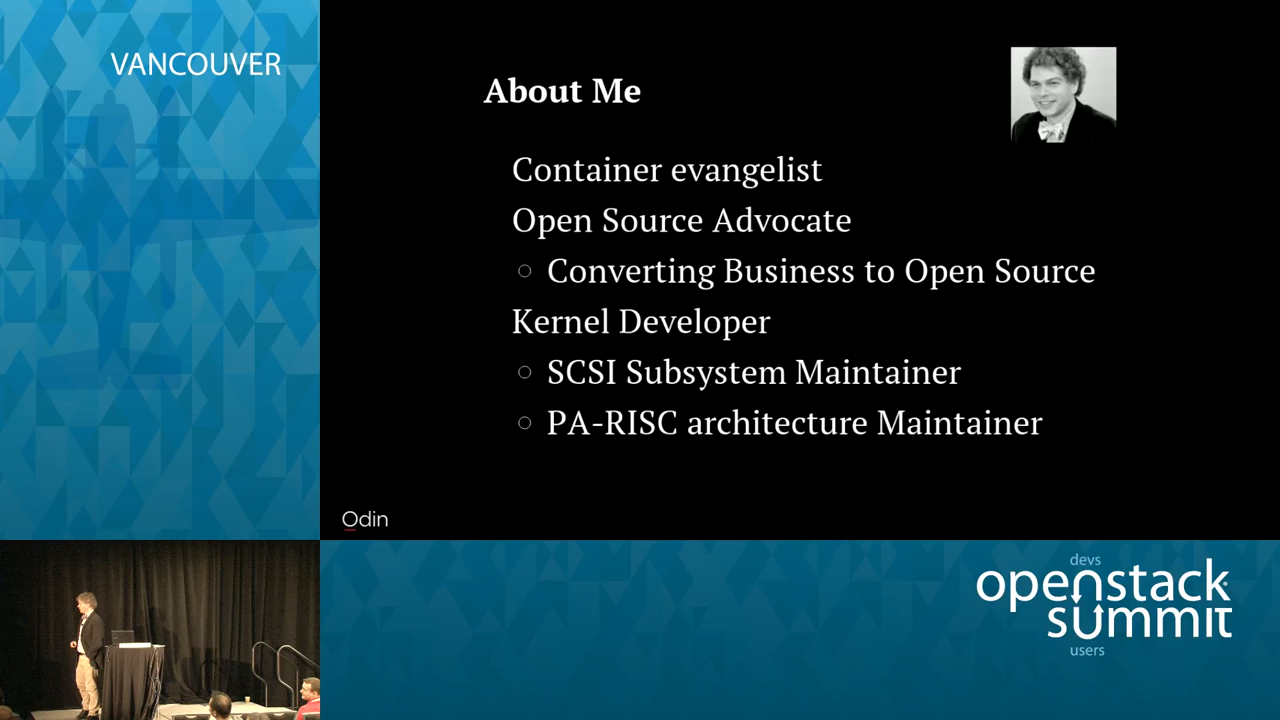 VANCOUVER
About Me
Container evangelist
Open Source Advocate
Converting Business to Open Source
Kernel Developer
SCSI Subsystem Maintainer
PA-RISC architecture Maintainer
Odin
devs
openstack
summit
users